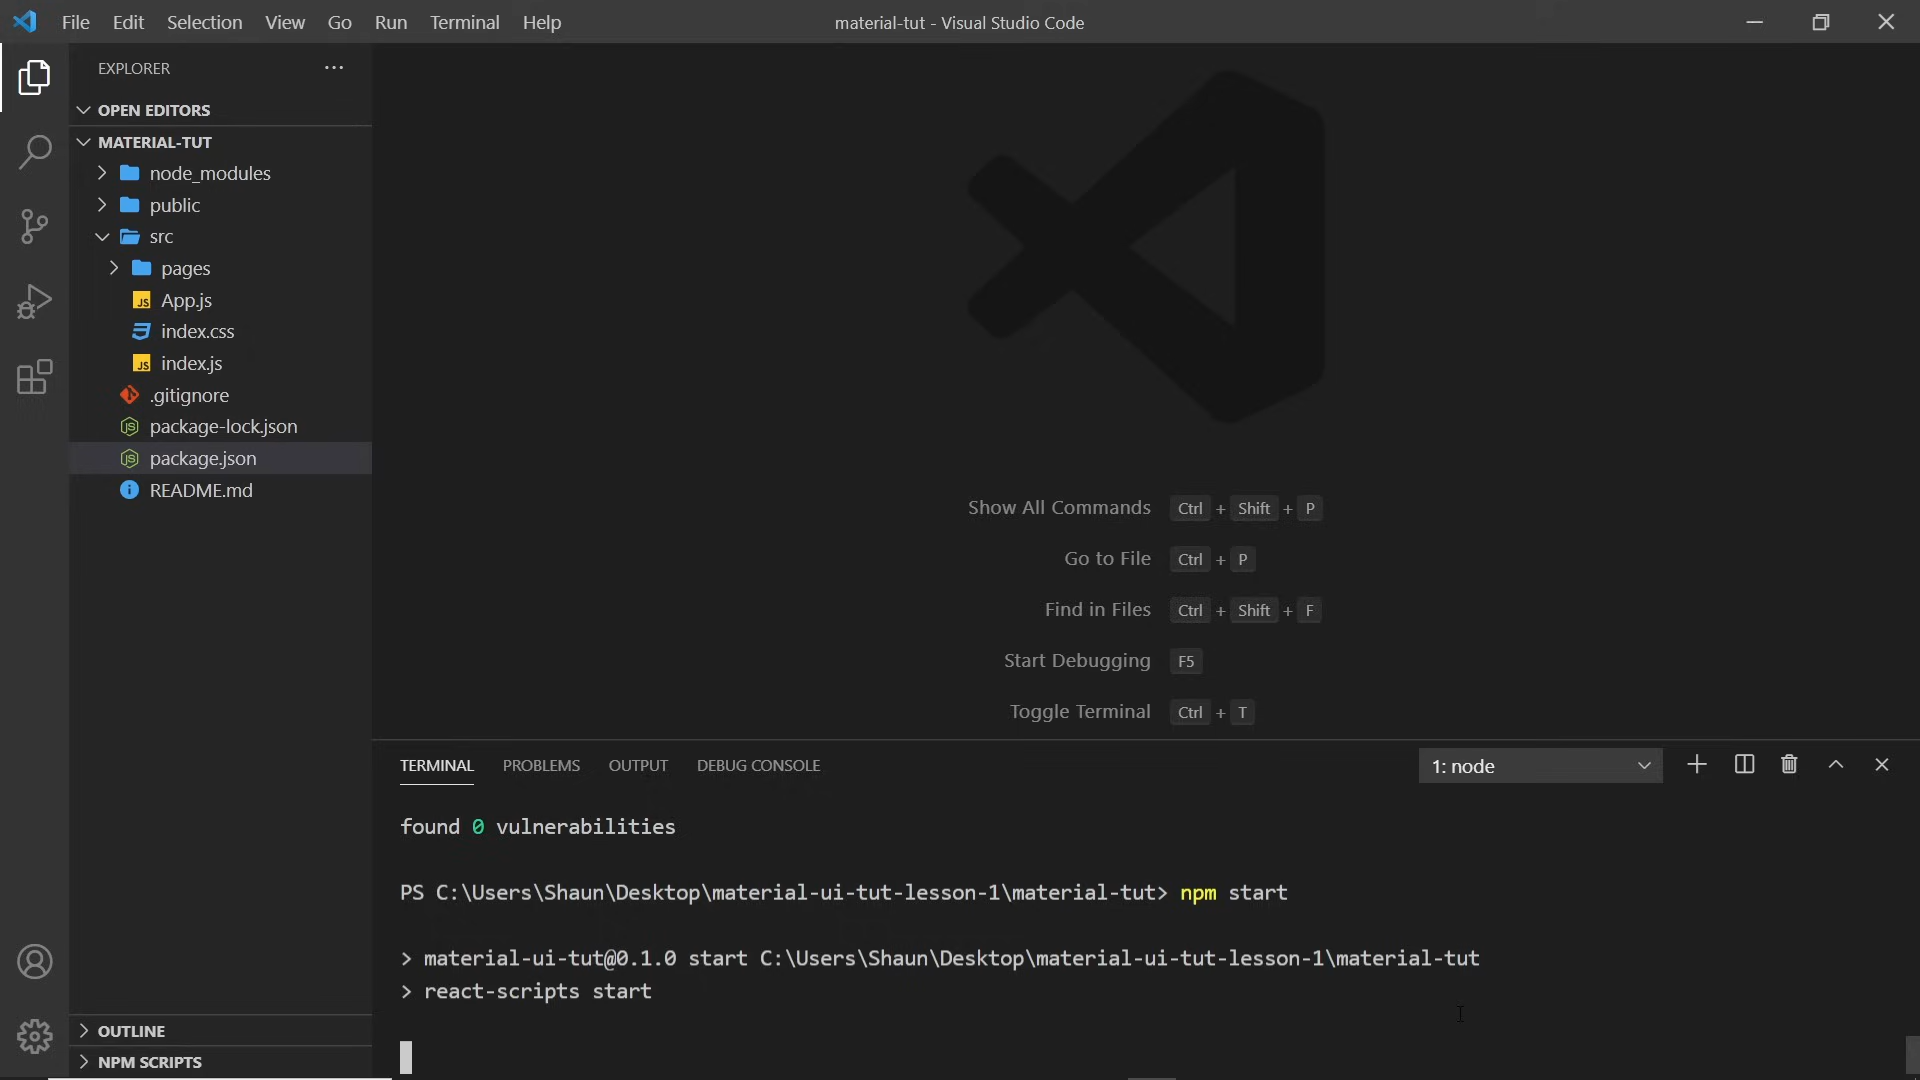 File Edit Selection View Go Run Terminal Help
material-tut - Visual Studio Code
EXPLORER
OPEN EDITORS
MATERIAL-TUT
node_modules
public
src
pages
JS App.js
index.css
JS index.js
.gitignore
JS package-lock.json
JS package.json
README.md
OUTLINE
NPM SCRIPTS
Show All Commands Ctrl + Shift + P
Go to File Ctrl + P
Find in Files Ctrl + Shift + F
Start Debugging F5
Toggle Terminal Ctrl + T
TERMINAL PROBLEMS OUTPUT DEBUG CONSOLE 1: node
found 0 vulnerabilities
PS C:\Users\Shaun\Desktop\material-ui-tut-lesson-1\material-tut> npm start
> material-ui-tut@0.1.0 start C:\Users\Shaun\Desktop\material-ui-tut-lesson-1\material-tut
> react-scripts start